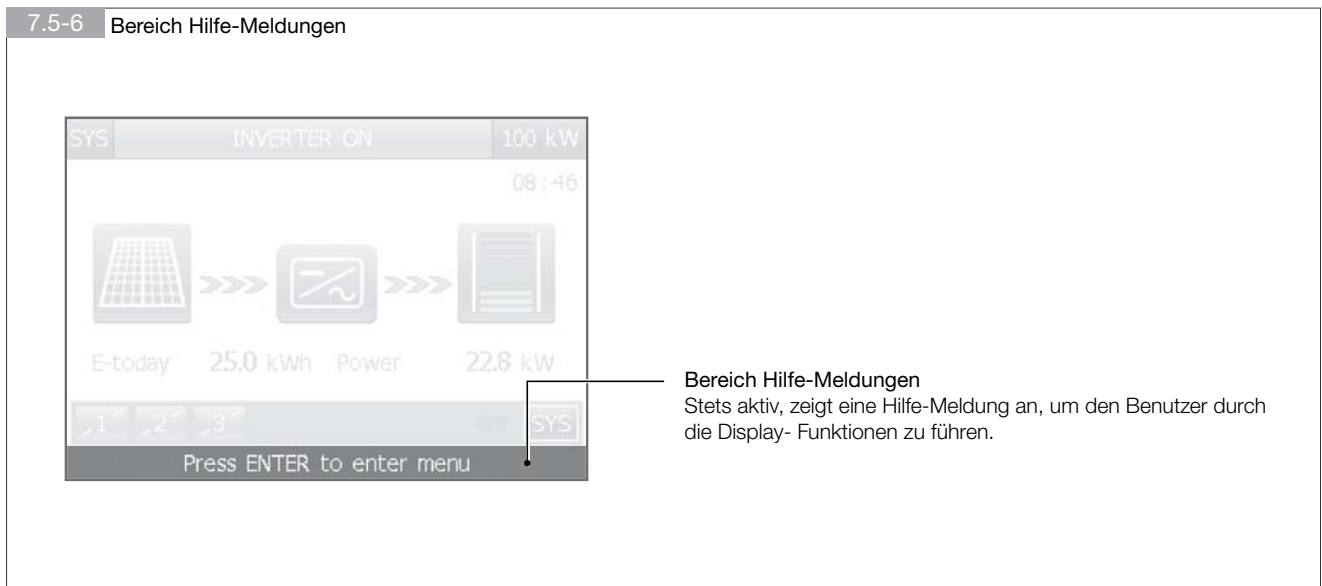 7.5-6 Bereich Hilfe-Meldungen
SYS INVERTER ON 100 kW
08:46
E-today 25.0 kWh Power 22.8 kW
1 2 3 SYS
Press ENTER to enter menu
Bereich Hilfe-Meldungen
Stets aktiv, zeigt eine Hilfe-Meldung an, um den Benutzer durch
die Display- Funktionen zu führen.